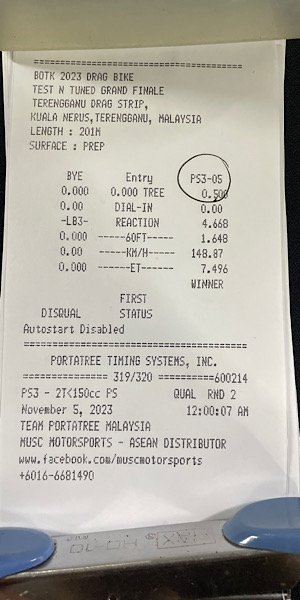 ================================================
BOTK 2023 DRAG BIKE
TEST N TUNED GRAND FINALE
TERENGGANU DRAG STRIP,
KUALA NERUS,TERENGGANU, MALAYSIA
LENGTH : 201M
SURFACE : PREP
BYE Entry PS3-05
0.000 0.000 TREE 0.500
0.00 DIAL-IN 0.00
-LB3- REACTION 4.668
0.000 ------60FT------ 1.648
0.00 ------KM/H----- 148.87
0.000 -------ET------- 7.496
WINNER
FIRST
DISQUAL STATUS
Autostart Disabled
================================================
PORTATREE TIMING SYSTEMS, INC.
=================== 319/320 ==========600214
PS3 - 2TK150cc PS QUAL RND 2
November 5, 2023 12:00:07 AM
TEAM PORTATREE MALAYSIA
MUSC MOTORSPORTS - ASEAN DISTRIBUTOR
www.facebook.com/muscmotorsports
+6016-6681490